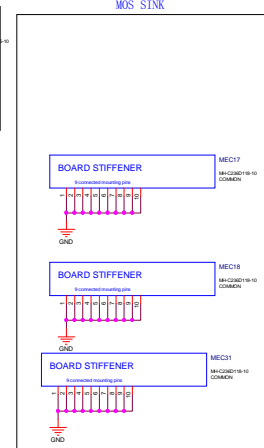 MOS SINK
BOARD STIFFENER
9 connected mounting pins
MEC17
MH-C236D118-10
COMMON
1 2 3 4 5 6 7 8 9 10
GND
BOARD STIFFENER
9 connected mounting pins
MEC18
MH-C236D118-10
COMMON
1 2 3 4 5 6 7 8 9 10
GND
BOARD STIFFENER
9 connected mounting pins
MEC31
MH-C236D118-10
COMMON
1 2 3 4 5 6 7 8 9 10
GND